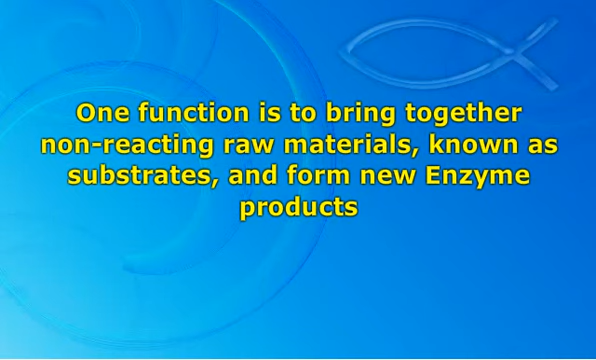 One function is to bring together
non-reacting raw materials, known as
substrates, and form new Enzyme
products